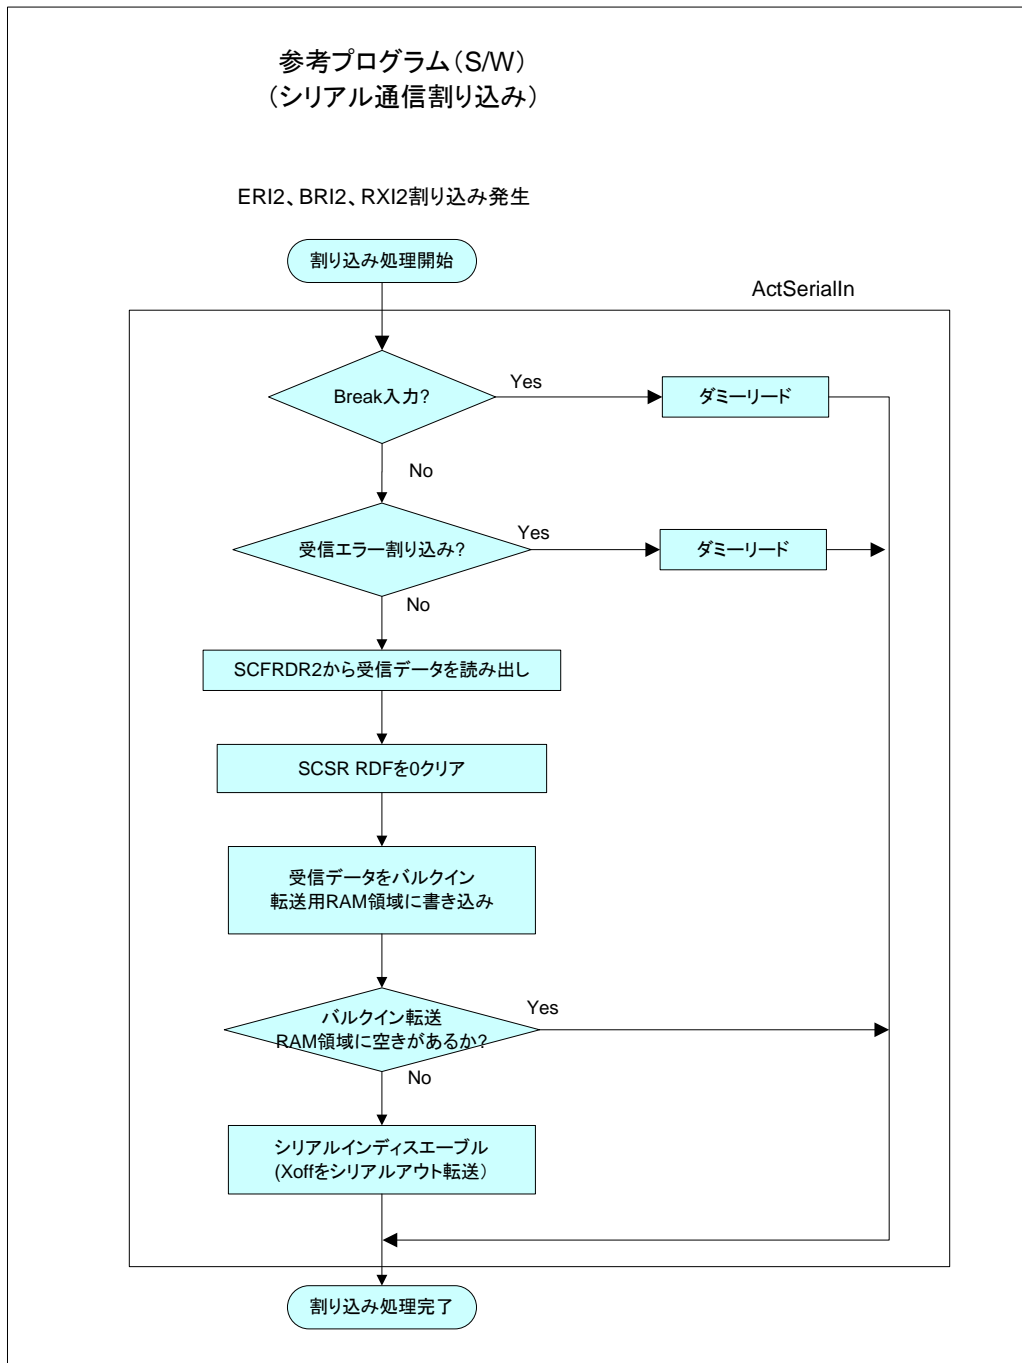 参考プログラム(S/W)
(シリアル通信割り込み)
ERI2、BRI2、RXI2割り込み発生
割り込み処理開始
ActSerialIn
Break入力?
Yes
ダミーリード
No
受信エラー割り込み?
Yes
ダミーリード
No
SCFRDR2から受信データを読み出し
SCSR RDFを0クリア
受信データをバルクイン
転送用RAM領域に書き込み
バルクイン転送
RAM領域に空きがあるか?
Yes
No
シリアルインディスエーブル
(Xoffをシリアルアウト転送)
割り込み処理完了